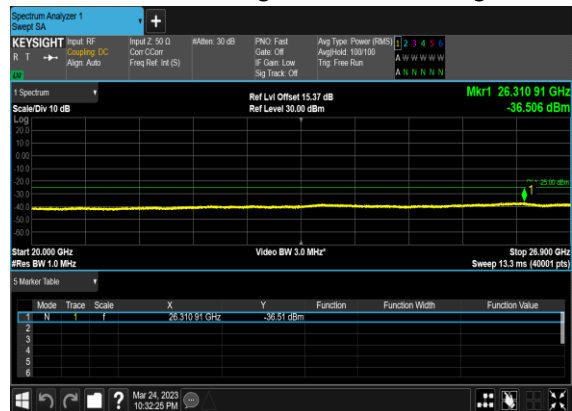 Spectrum Analyzer 1
Swept SA
+
KEYSIGHT Input: RF Input Z: 50 Ω #Atten: 30 dB PNO: Fast Avg Type: Power (RMS) 1 2 3 4 5 6
R T Coupling: DC Corr CCorr Gate: Off Avg|Hold: 100/100 A W W W W W
Align: Auto Freq Ref: Int (S) IF Gain: Low Trig: Free Run
Sig Track: Off A N N N N N
1 Spectrum Ref Lvl Offset 15.37 dB Mkr1 26.310 91 GHz
Scale/Div 10 dB Ref Level 30.00 dBm -36.506 dBm
Log
20.0
10.0
0.00
-10.0
-20.0
-25.00 dBm
-30.0
1
-40.0
-50.0
-60.0
Start 20.000 GHz Video BW 3.0 MHz* Stop 26.900 GHz
#Res BW 1.0 MHz Sweep 13.3 ms (40001 pts)
5 Marker Table
Mode Trace Scale X Y Function Function Width Function Value
1 N 1 f 26.310 91 GHz -36.51 dBm
2
3
4
5
6
? Mar 24, 2023
10:32:25 PM